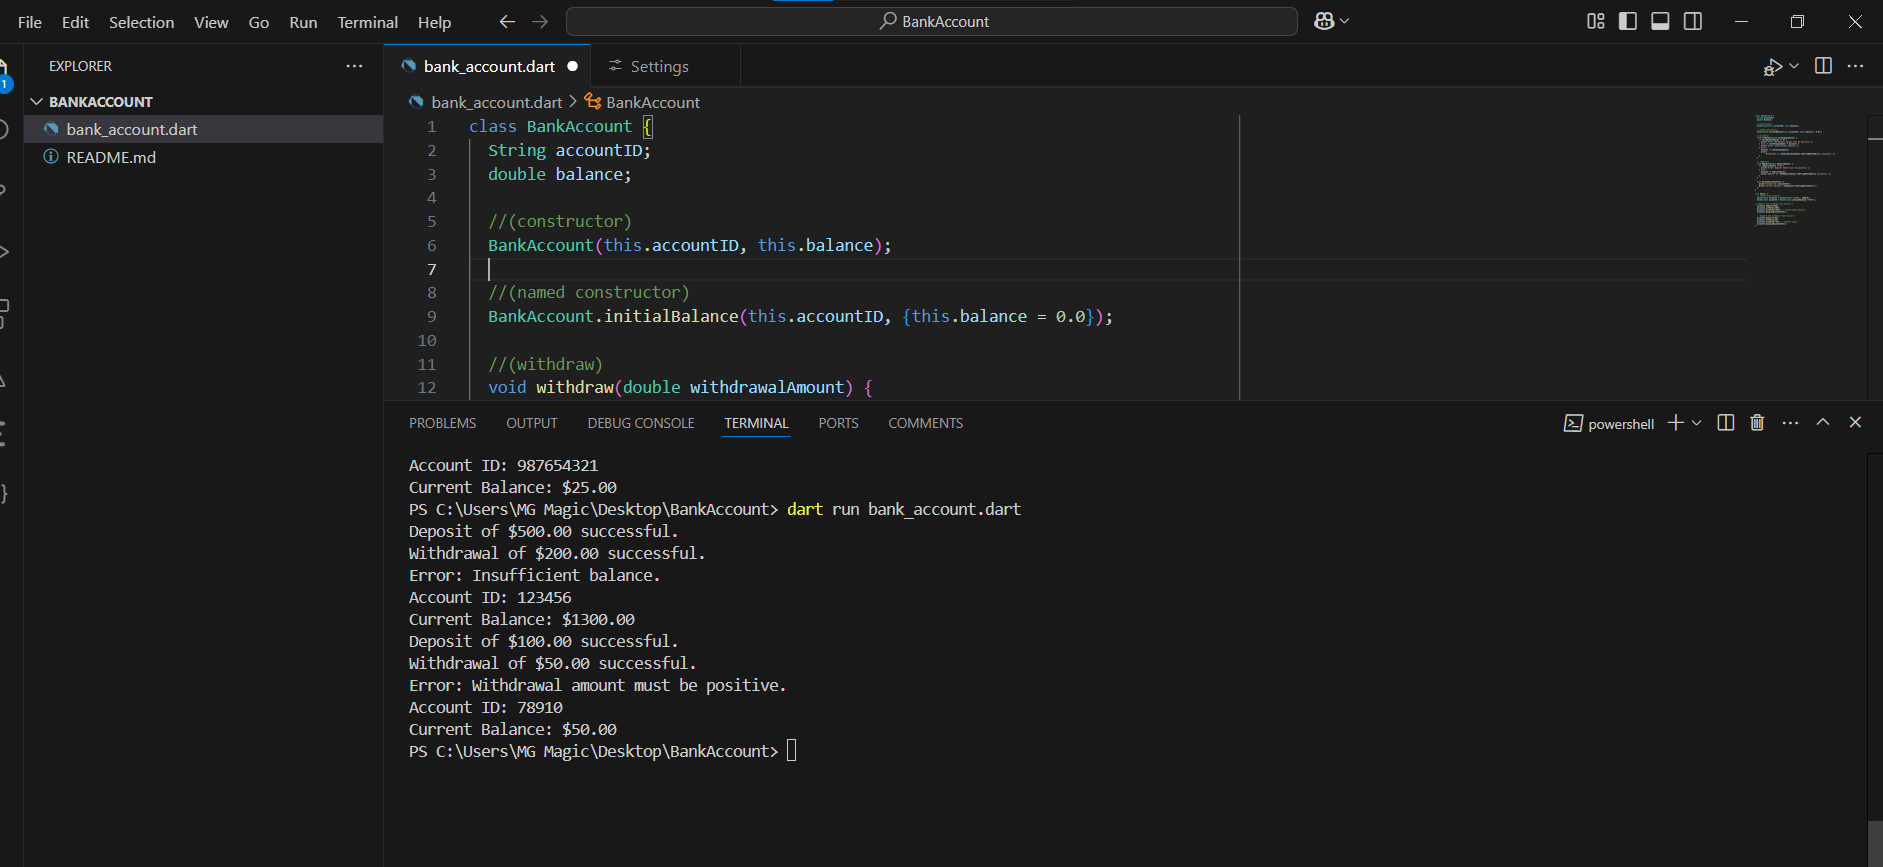 File Edit Selection View Go Run Terminal Help BankAccount
EXPLORER
1
BANKACCOUNT
bank_account.dart
README.md
bank_account.dart Settings
bank_account.dart > BankAccount
1 class BankAccount {
2 String accountID;
3 double balance;
4
5 //(constructor)
6 BankAccount(this.accountID, this.balance);
7
8 //(named constructor)
9 BankAccount.initialBalance(this.accountID, {this.balance = 0.0});
10
11 //(withdraw)
12 void withdraw(double withdrawalAmount) {
PROBLEMS OUTPUT DEBUG CONSOLE TERMINAL PORTS COMMENTS powershell
Account ID: 987654321
Current Balance: $25.00
PS C:\Users\MG Magic\Desktop\BankAccount> dart run bank_account.dart
Deposit of $500.00 successful.
Withdrawal of $200.00 successful.
Error: Insufficient balance.
Account ID: 123456
Current Balance: $1300.00
Deposit of $100.00 successful.
Withdrawal of $50.00 successful.
Error: Withdrawal amount must be positive.
Account ID: 78910
Current Balance: $50.00
PS C:\Users\MG Magic\Desktop\BankAccount>